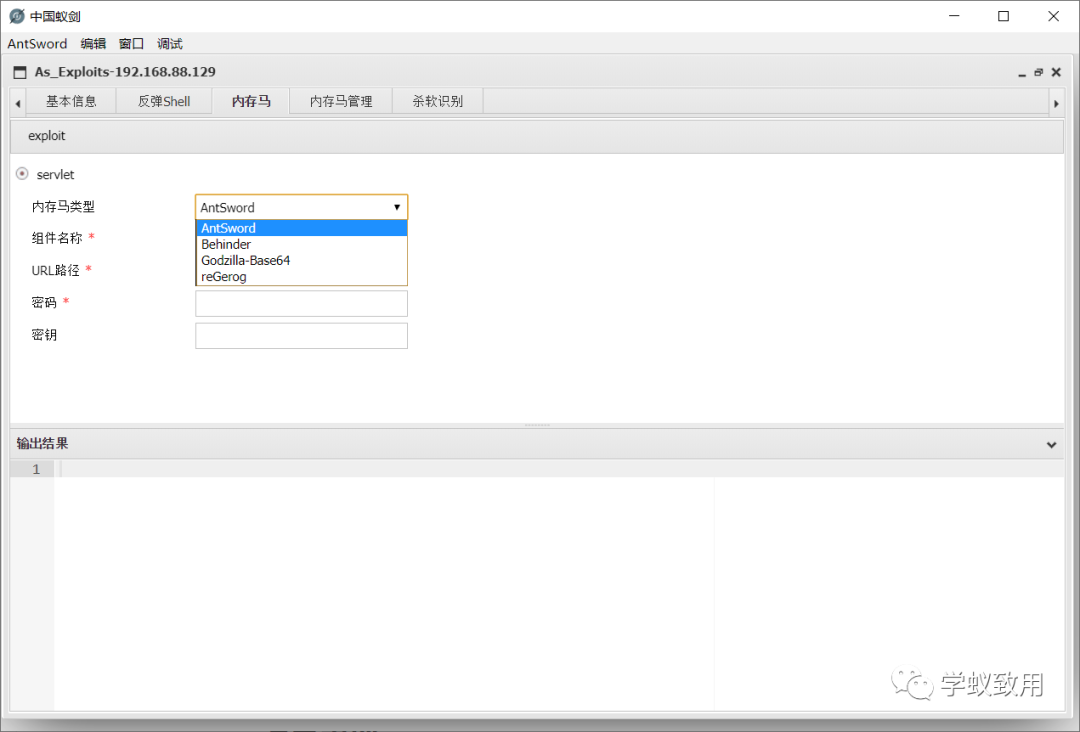 中国蚁剑
AntSword 编辑 窗口 调试
As_Exploits-192.168.88.129
基本信息 反弹Shell 内存马 内存马管理 杀软识别
exploit
servlet
内存马类型 AntSword
AntSword
Behinder
Godzilla-Base64
reGerog
组件名称 *
URL路径 *
密码 *
密钥
输出结果
1
学蚁致用